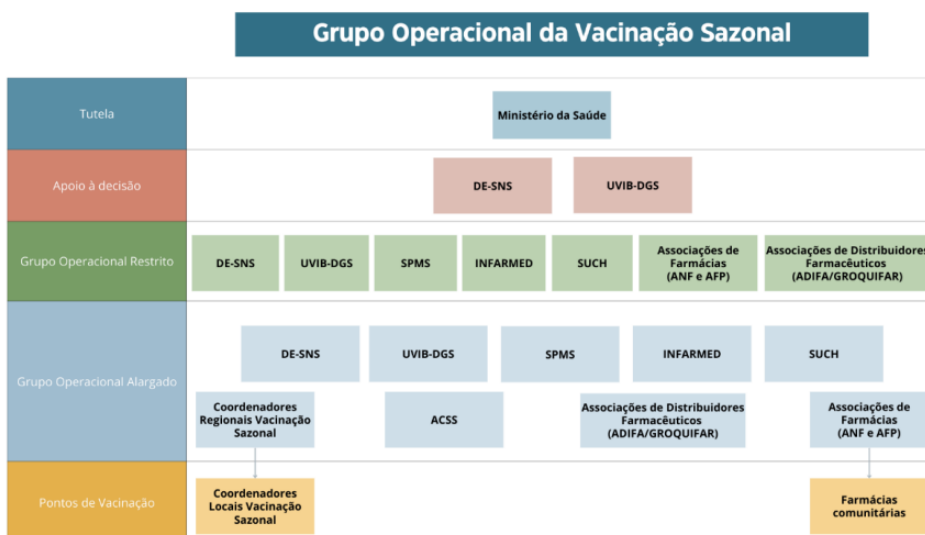 Grupo Operacional da Vacinação Sazonal
Tutela
Ministério da Saúde
Apoio à decisão
DE-SNS
UVIB-DGS
Grupo Operacional Restrito
DE-SNS
UVIB-DGS
SPMS
INFARMED
SUCH
Associações de
Farmácias
(ANF e AFP)
Associações de Distribuidores
Farmacêuticos
(ADIFA/GROQUIFAR)
Grupo Operacional Alargado
DE-SNS
UVIB-DGS
SPMS
INFARMED
SUCH
Coordenadores
Regionais Vacinação
Sazonal
ACSS
Associações de Distribuidores
Farmacêuticos
(ADIFA/GROQUIFAR)
Associações de
Farmácias
(ANF e AFP)
Pontos de Vacinação
Coordenadores
Locais Vacinação
Sazonal
Farmácias
comunitárias